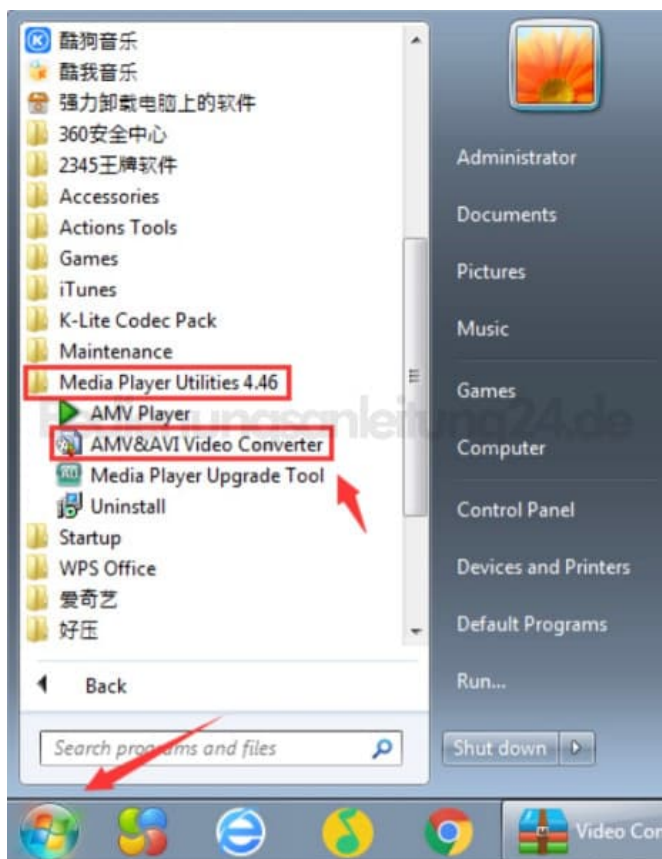 酷狗音乐
酷我音乐
强力卸载电脑上的软件
360安全中心
2345王牌软件
Accessories
Actions Tools
Games
iTunes
K-Lite Codec Pack
Maintenance
Media Player Utilities 4.46
AMV Player
AMV&AVI Video Converter
Media Player Upgrade Tool
Uninstall
Startup
WPS Office
爱奇艺
好压
Back
Search programs and files
Administrator
Documents
Pictures
Music
Games
Computer
Control Panel
Devices and Printers
Default Programs
Run...
Shut down
Video Con
Bedienungsanleitung24.de